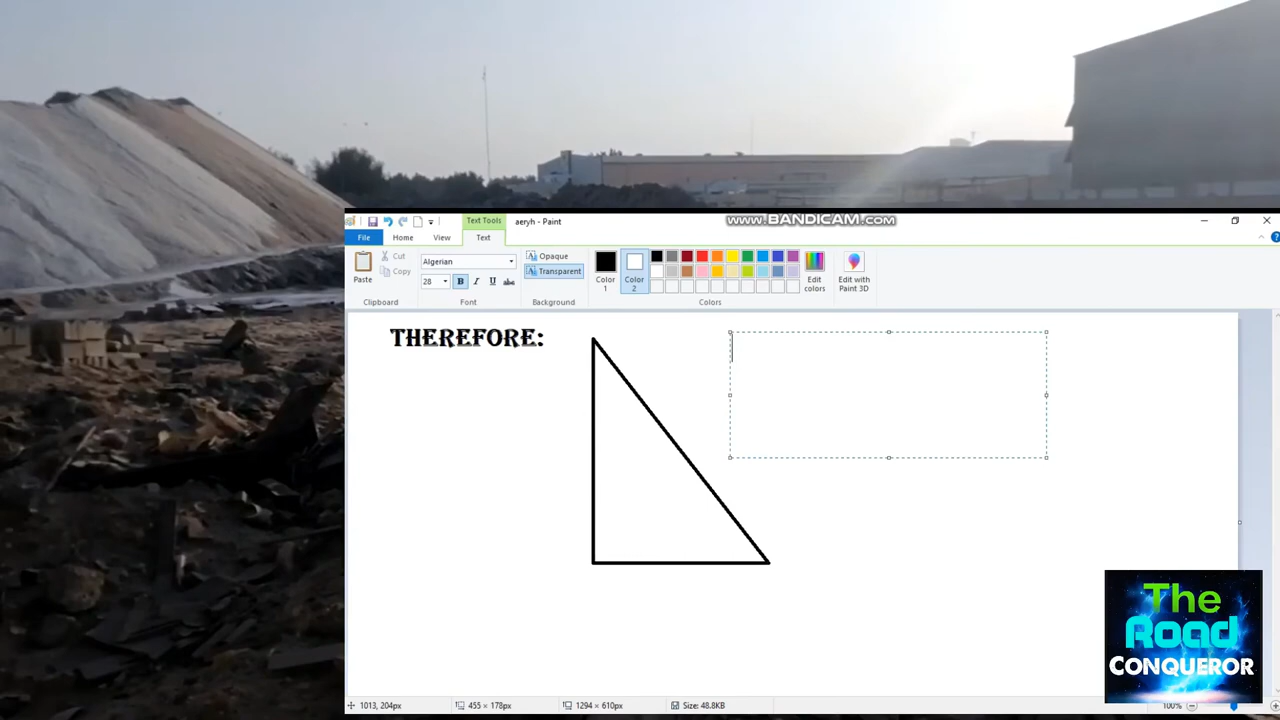 www.BANDICAM.com
Text Tools
aeryh - Paint
File
Home
View
Text
Paste
Cut
Copy
Clipboard
Algerian
28
B
I
U
abc
Font
Opaque
Transparent
Background
Color
1
Color
2
Edit
colors
Edit with
Paint 3D
Colors
THEREFORE:
The
Road
CONQUEROR
1013, 204px
455 × 178px
1294 × 610px
Size: 48.8KB
100%